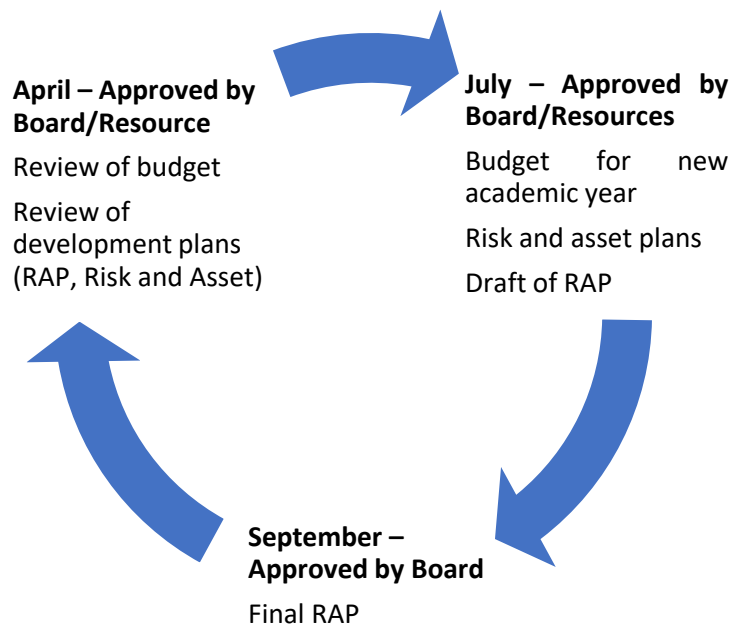 April – Approved by
Board/Resource
Review of budget
Review of
development plans
(RAP, Risk and Asset)
July – Approved by
Board/Resources
Budget for new
academic year
Risk and asset plans
Draft of RAP
September –
Approved by Board
Final RAP